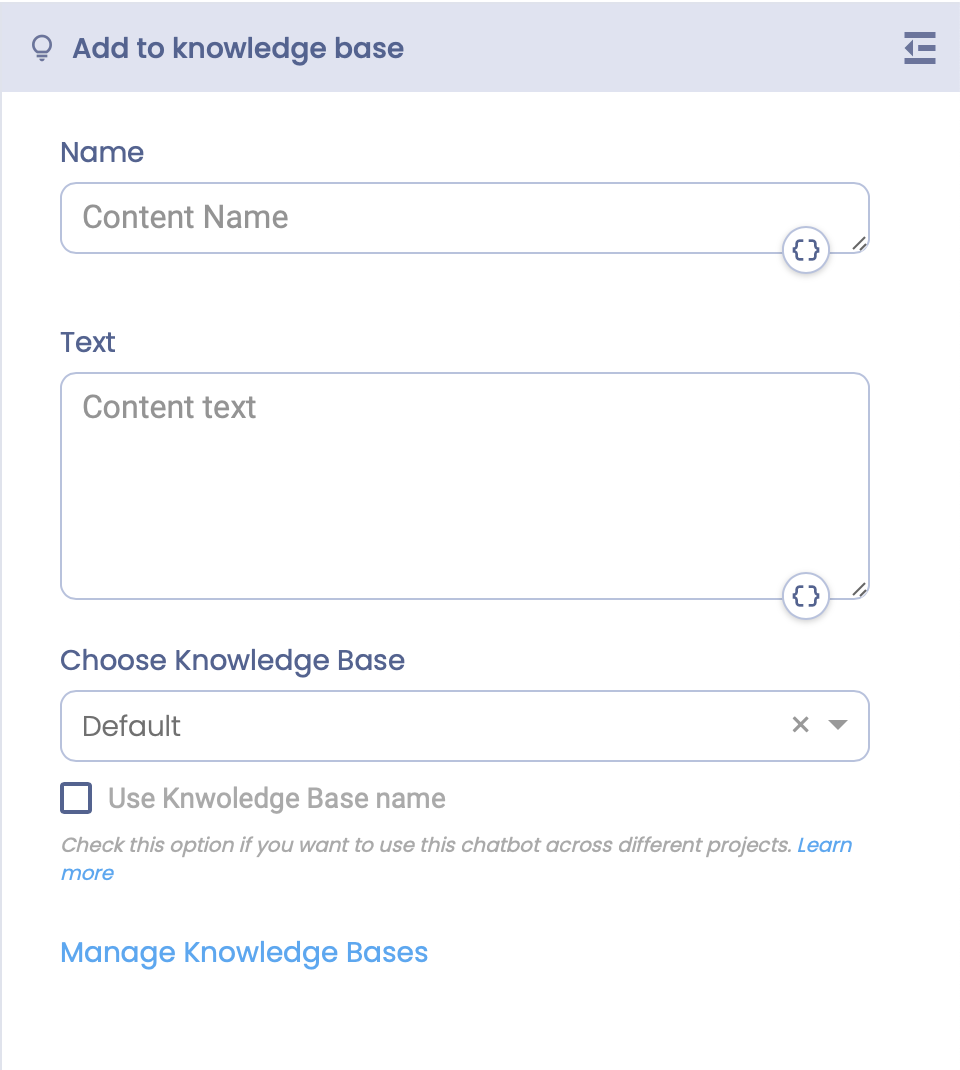 Add to knowledge base
Name
Content Name
{}
Text
Content text
{}
Choose Knowledge Base
Default
Use Knwoledge Base name
Check this option if you want to use this chatbot across different projects. Learn
more
Manage Knowledge Bases